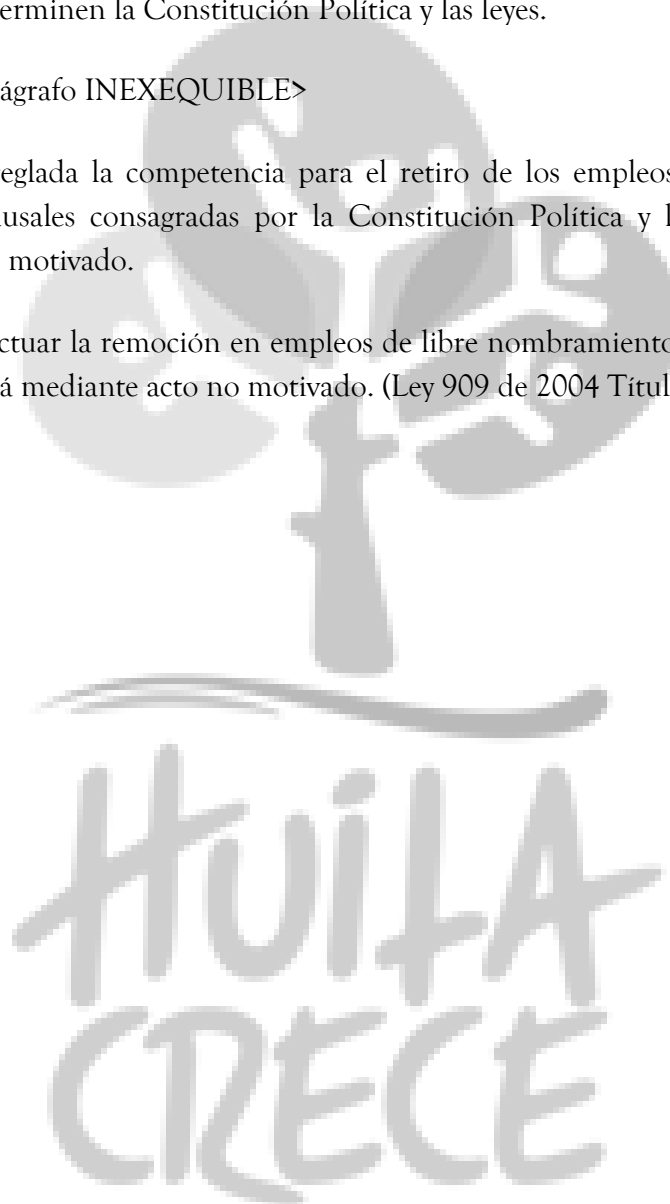 erminen la Constitución Política y las leyes.
ágrafo INEXEQUIBLE>
eglada la competencia para el retiro de los empleos
usales consagradas por la Constitución Política y l
motivado.
ctuar la remoción en empleos de libre nombramiento
á mediante acto no motivado. (Ley 909 de 2004 Títul
HUILA
CRECE